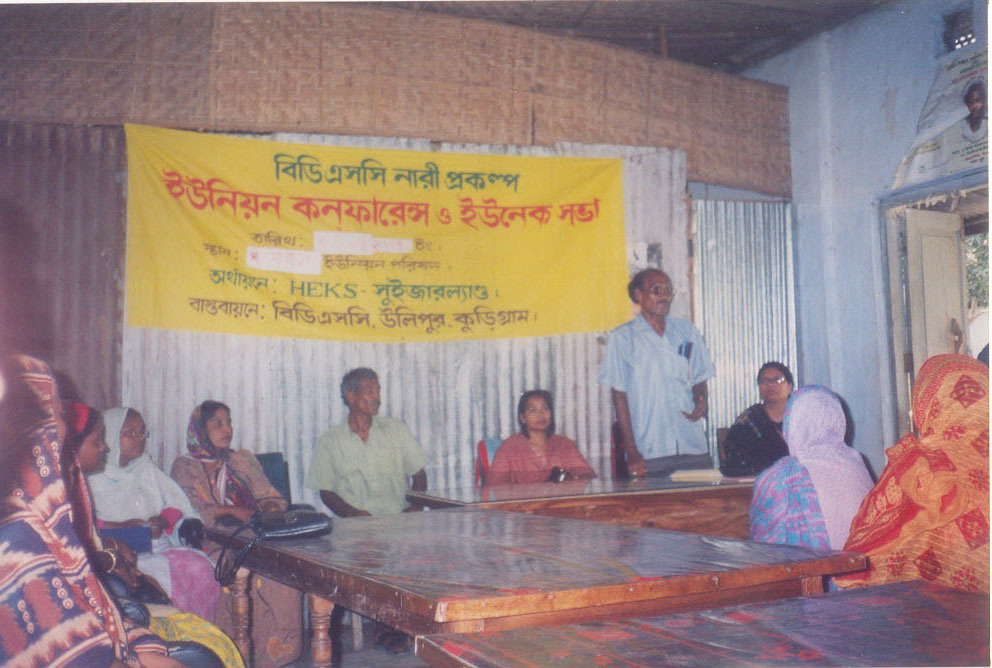 বিডিএসসি নারী প্রকল্প
ইউনিয়ন কনফারেন্স ও ইউনেক সভা
তারিখ: ইং।
স্থান: ইউনিয়ন পরিষদ।
অর্থায়নে: HEKS - সুইজারল্যাণ্ড।
বাস্তবায়নে: বিডিএসসি, উলিপুর, কুড়িগ্রাম।